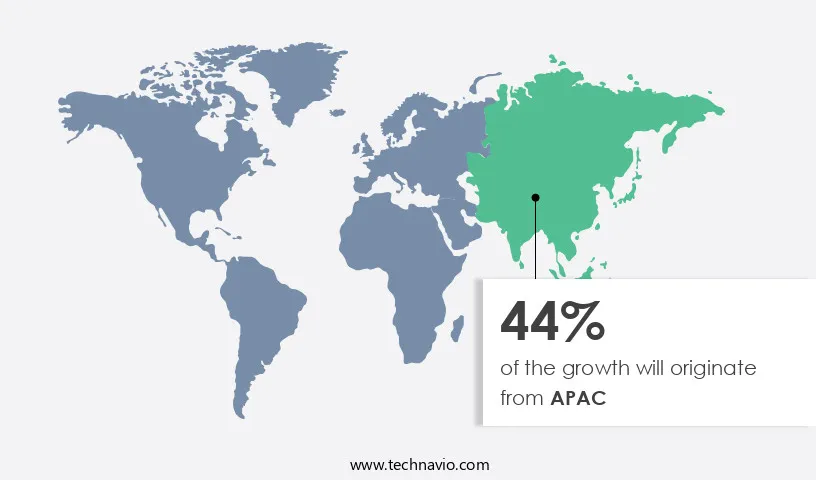 44%
of the growth will originate
from APAC
www.technavio.com